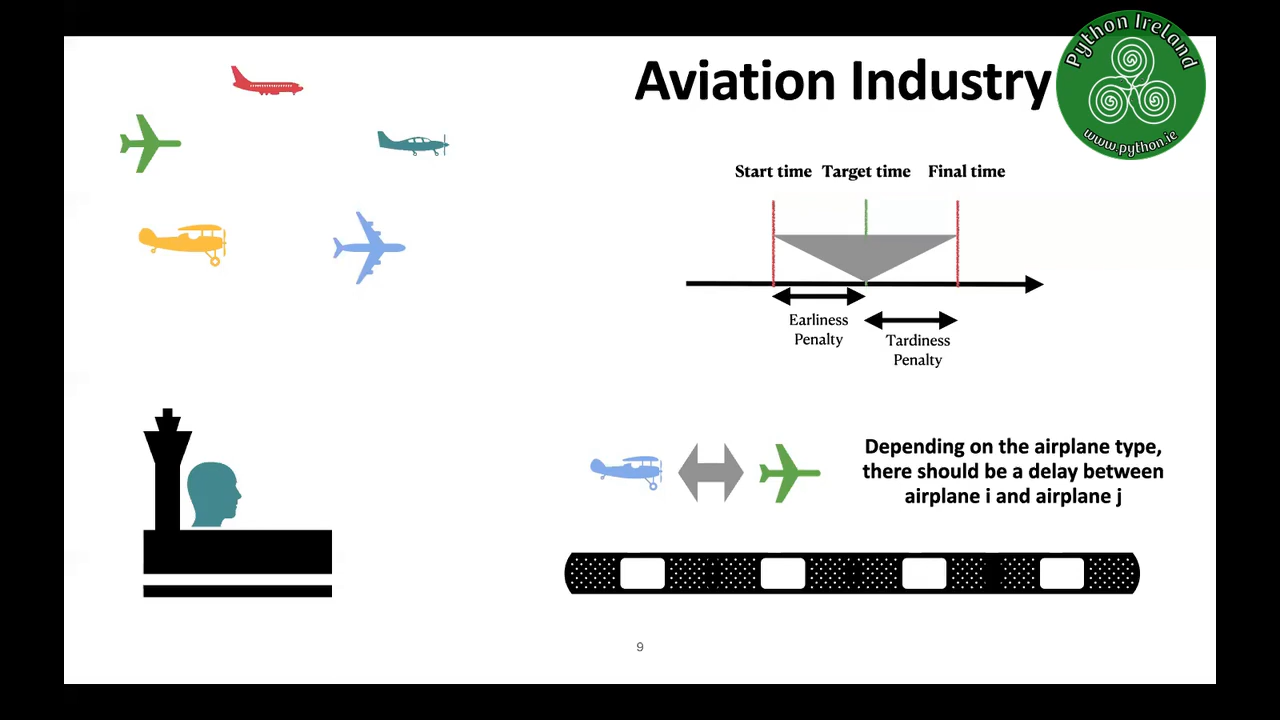 Aviation Industry
Python Ireland
www.python.ie
Start time Target time Final time
Earliness
Penalty
Tardiness
Penalty
Depending on the airplane type,
there should be a delay between
airplane i and airplane j
9